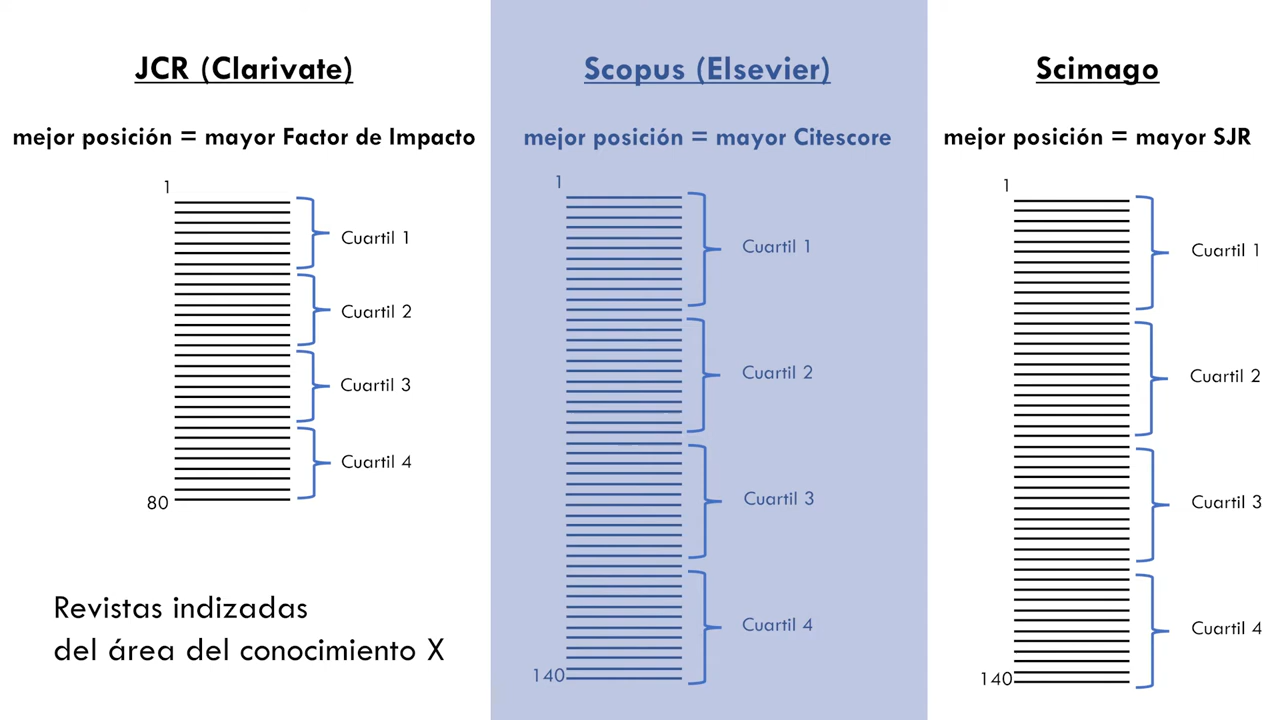 JCR (Clarivate)
mejor posición = mayor Factor de Impacto
1
Cuartil 1
Cuartil 2
Cuartil 3
Cuartil 4
80
Revistas indizadas
del área del conocimiento X
Scopus (Elsevier)
mejor posición = mayor Citescore
1
Cuartil 1
Cuartil 2
Cuartil 3
Cuartil 4
140
Scimago
mejor posición = mayor SJR
1
Cuartil 1
Cuartil 2
Cuartil 3
Cuartil 4
140